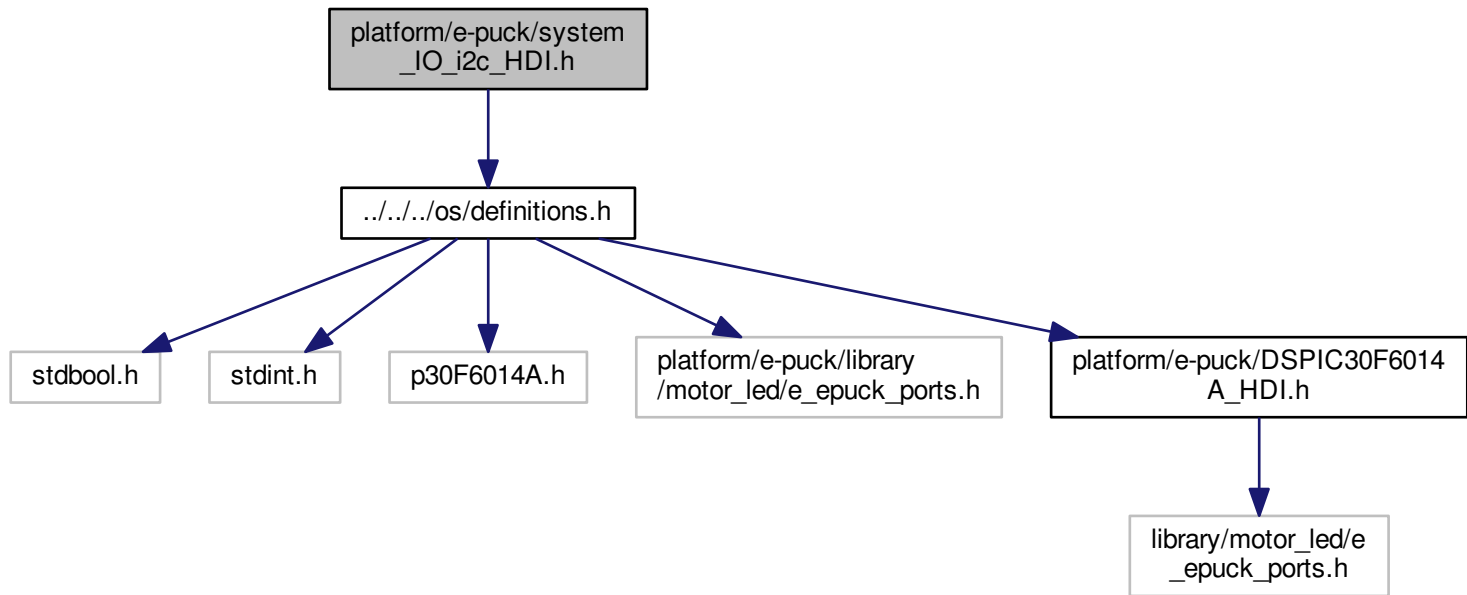 platform/e-puck/system
_IO_i2c_HDI.h
../../../os/definitions.h
stdbool.h
stdint.h
p30F6014A.h
platform/e-puck/library
/motor_led/e_epuck_ports.h
platform/e-puck/DSPIC30F6014
A_HDI.h
library/motor_led/e
_epuck_ports.h